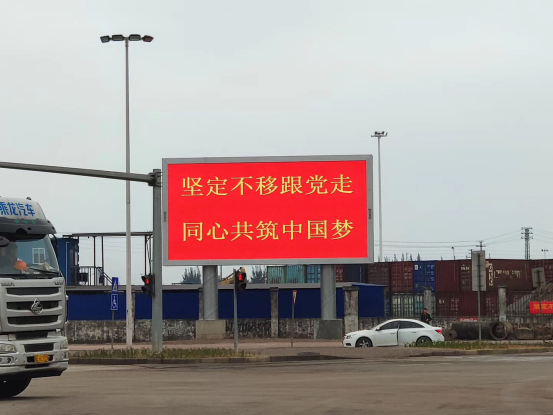 坚定不移跟党走
同心共筑中国梦
乘龙汽车